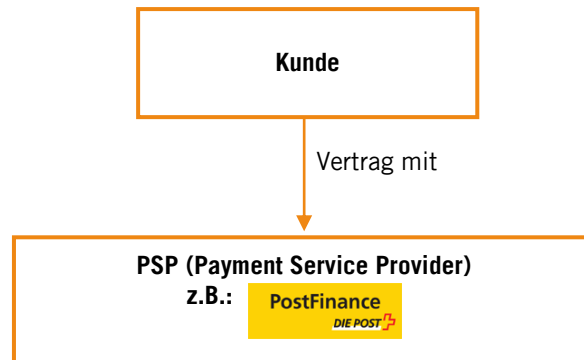 Kunde
Vertrag mit
PSP (Payment Service Provider)
z.B.: PostFinance
DIE POST